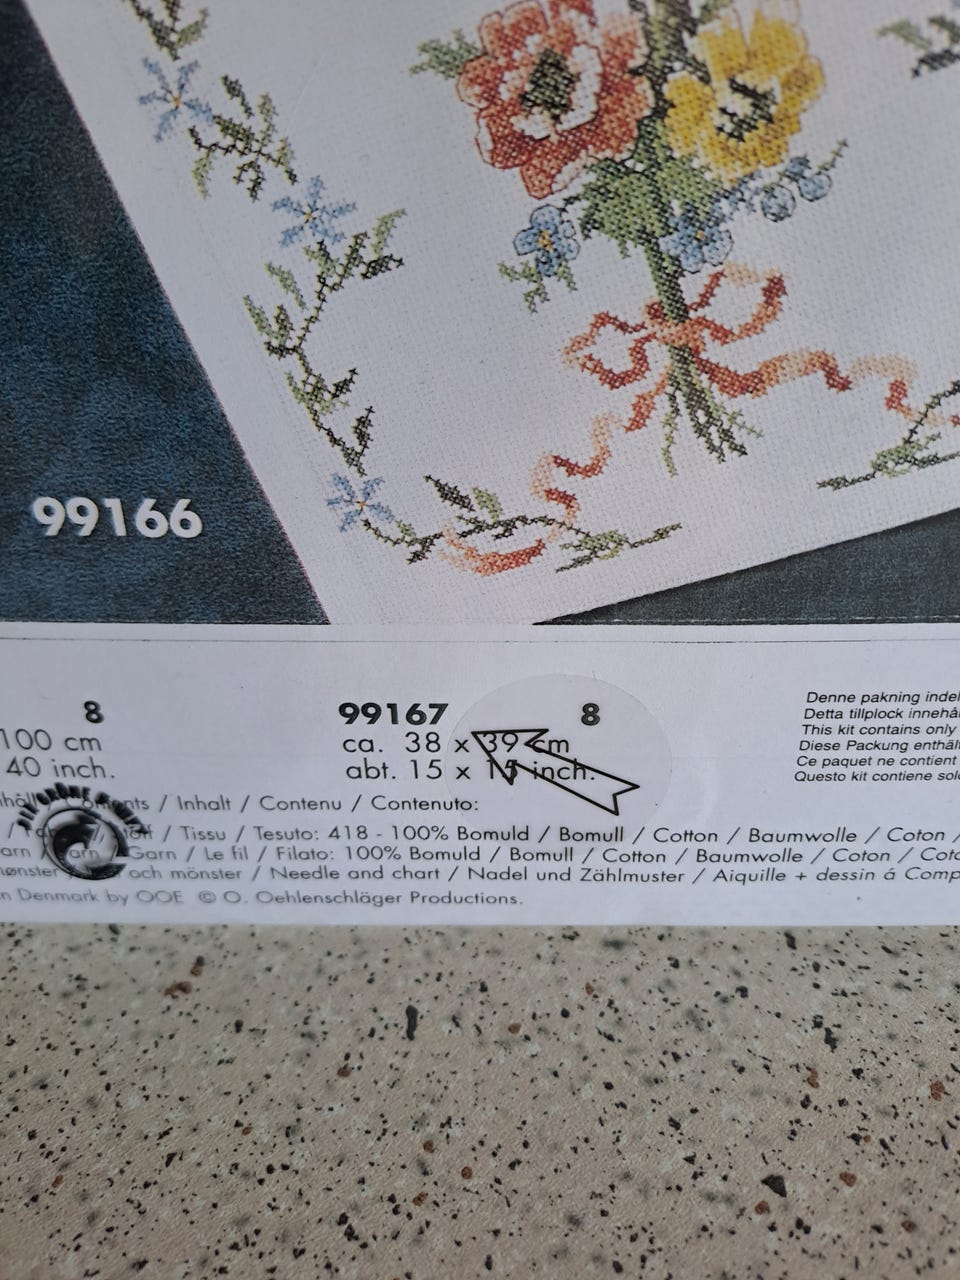 99166
8
99167 8
100 cm
ca. 38 x 39 cm
40 inch.
abt. 15 x 15 inch.
Denne pakning indel
Detta tillplock innehål
This kit contains only
Diese Packung enthält
Ce paquet ne contient
Questo kit contiene solo
/ Inhalt / Contenu / Contenuto:
/ Tissu / Tesuto: 418 - 100% Bomuld / Bomull / Cotton / Baumwolle / Coton /
Garn / Le fil / Filato: 100% Bomuld / Bomull / Cotton / Baumwolle / Coton / Coto
och mönster / Needle and chart / Nadel und Zählmuster / Aiquille + dessin á Comp
n Denmark by OOE © O. Oehlenschläger Productions.